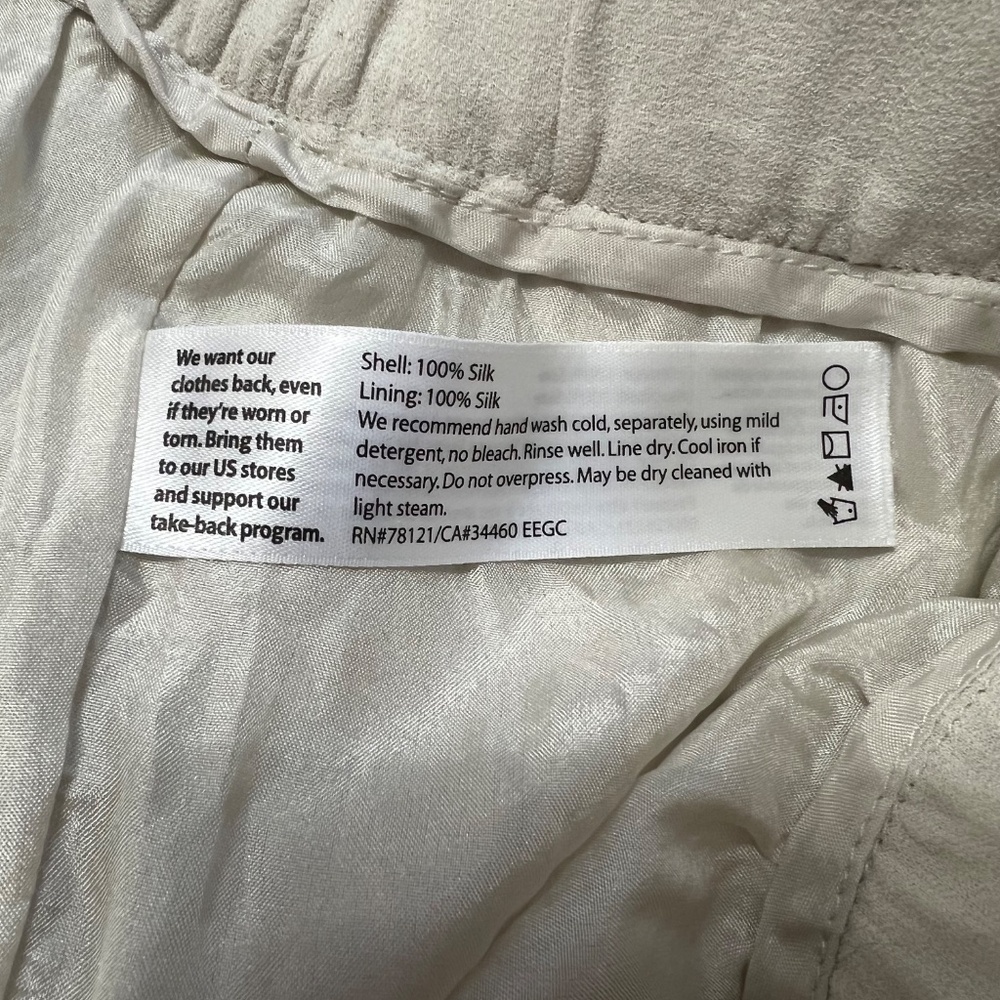 We want our
clothes back, even
if they're worn or
torn. Bring them
to our US stores
and support our
take-back program.
Shell: 100% Silk
Lining: 100% Silk
We recommend hand wash cold, separately, using mild
detergent, no bleach. Rinse well. Line dry. Cool iron if
necessary. Do not overpress. May be dry cleaned with
light steam.
RN#78121/CA#34460 EEGC